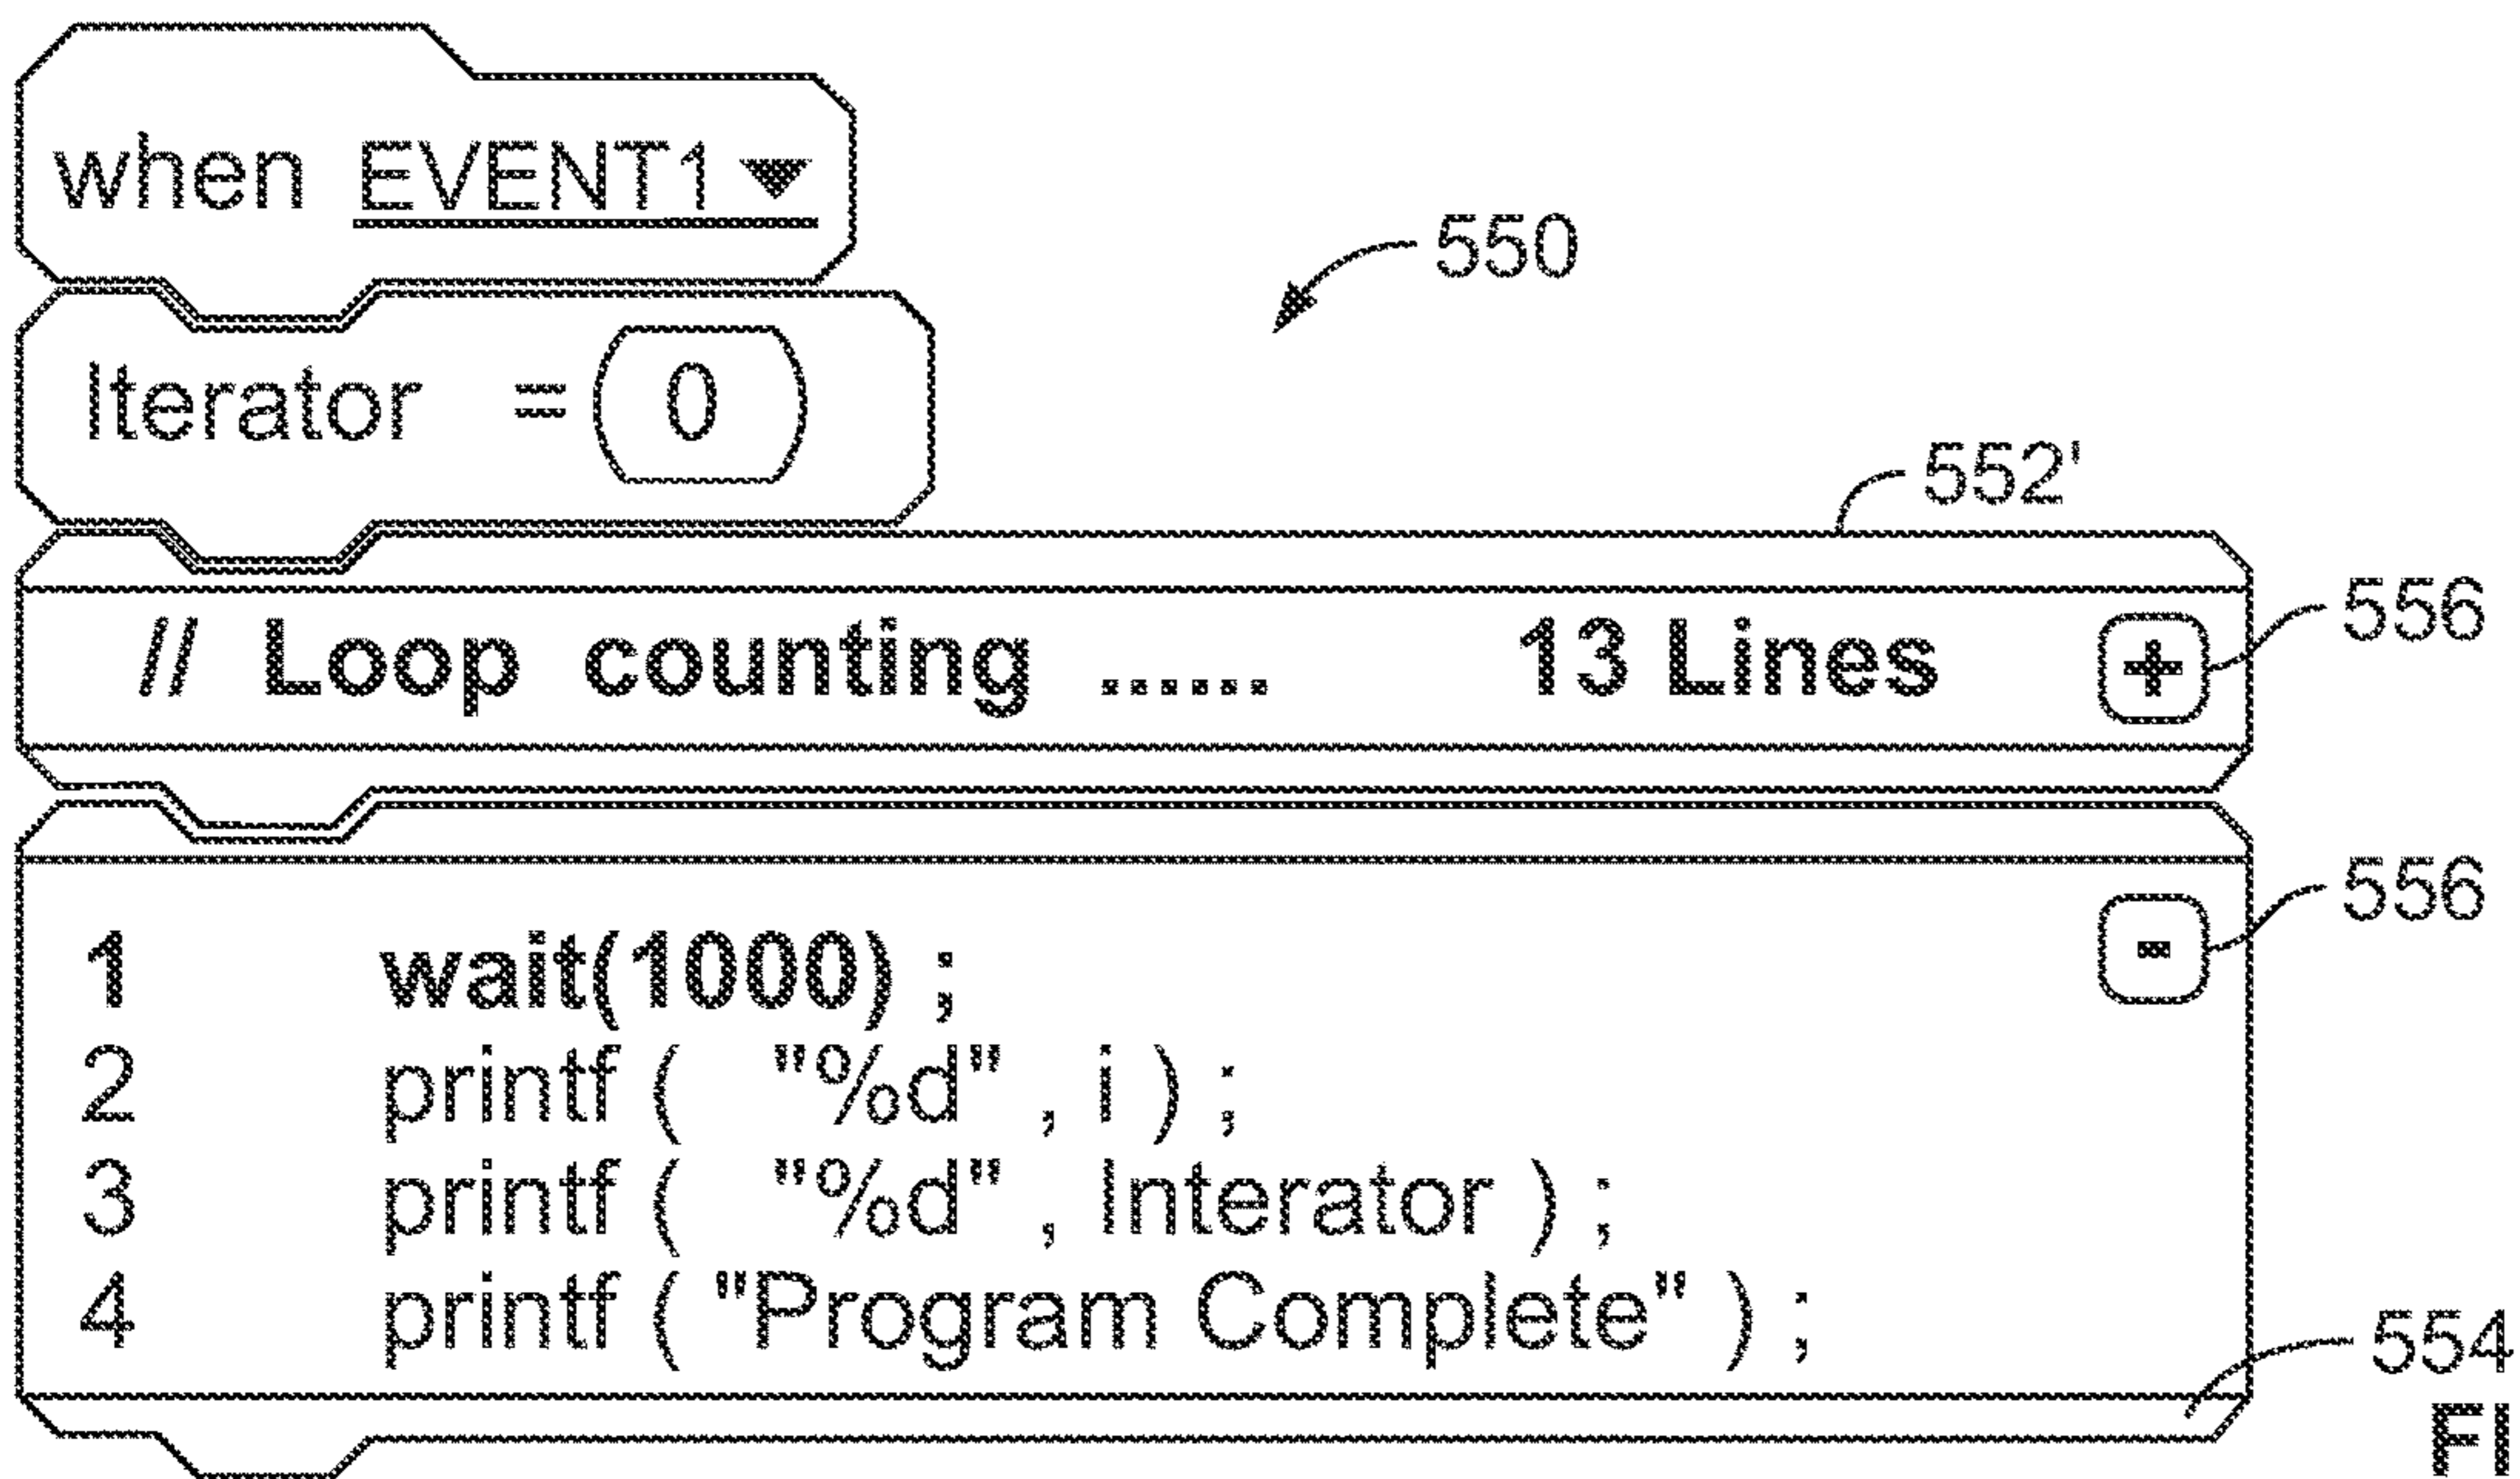 when EVENT1
550
Iterator = 0
552'
// Loop counting ...... 13 Lines +
556
556
1 wait(1000) ; -
2 printf ( "%d" , i ) ;
3 printf ( "%d" , Interator ) ;
4 printf ( "Program Complete" ) ;
554